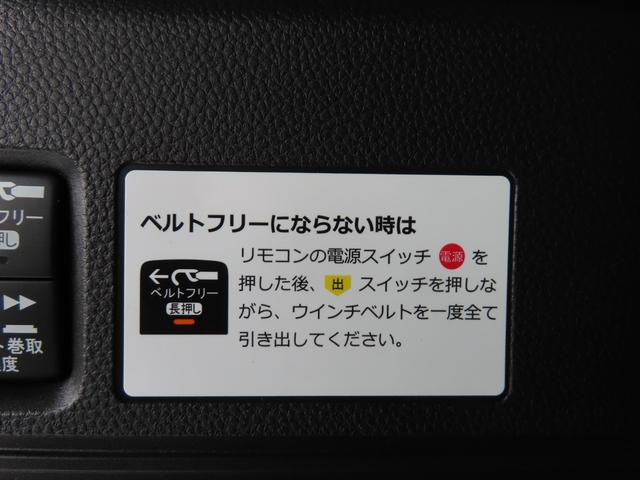 フリー
押し
ト巻取
度
ベルトフリーにならない時は
リモコンの電源スイッチ 電源 を
押した後、 出 スイッチを押しな
がら、ウインチベルトを一度全て
引き出してください。
ベルトフリー
長押し